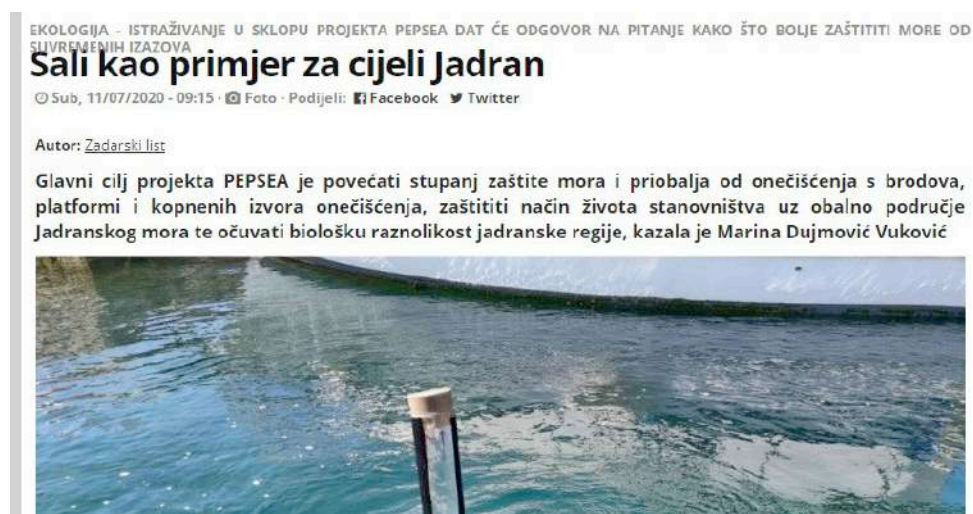 EKOLOGIJA - ISTRAŽIVANJE U SKLOPU PROJEKTA PEPSEA DAT ĆE ODGOVOR NA PITANJE KAKO ŠTO BOLJE ZAŠTITITI MORE OD
SUVREMENIH IZAZOVA
Sali kao primjer za cijeli Jadran
Sub, 11/07/2020 - 09:15 · Foto · Podijeli: Facebook Twitter
Autor: Zadarski list
Glavni cilj projekta PEPSEA je povećati stupanj zaštite mora i priobalja od onečišćenja s brodova,
platformi i kopnenih izvora onečišćenja, zaštititi način života stanovništva uz obalno područje
Jadranskog mora te očuvati biološku raznolikost jadranske regije, kazala je Marina Dujmović Vuković